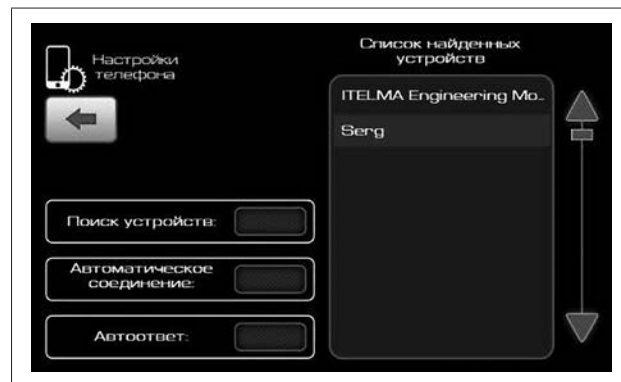 Настройки
телефона
Список найденных
устройств
ITELMA Engineering Mo..
Serg
Поиск устройств:
Автоматическое
соединение:
Автоответ: